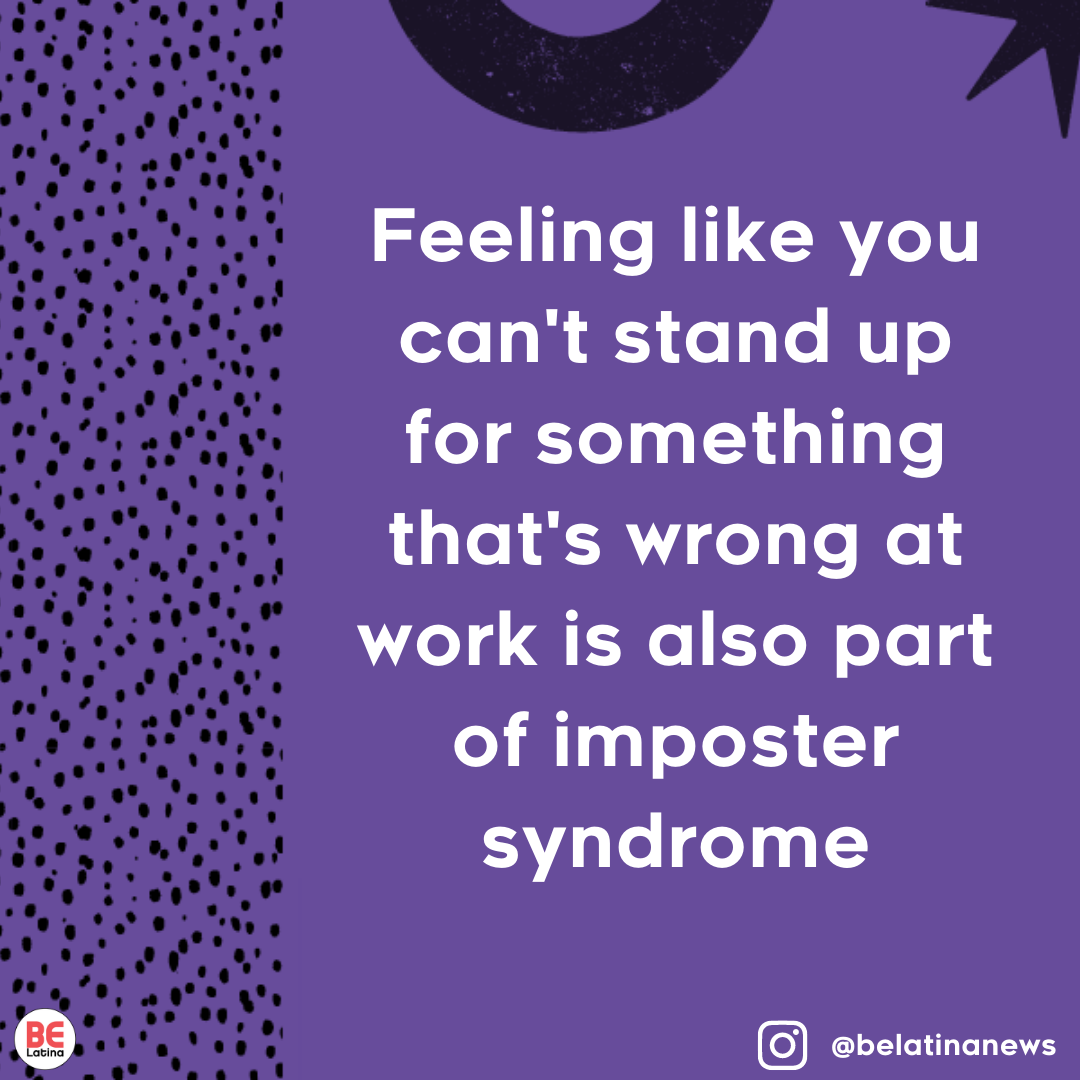 Feeling like you
can't stand up
for something
that's wrong at
work is also part
of imposter
syndrome
BE
Latina
@belatinanews